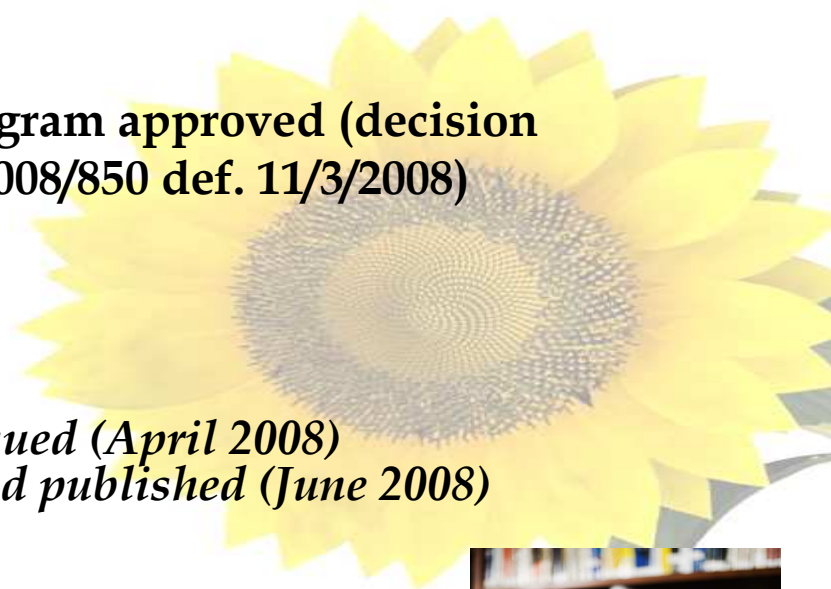 gram approved (decision
008/850 def. 11/3/2008)
ued (April 2008)
d published (June 2008)